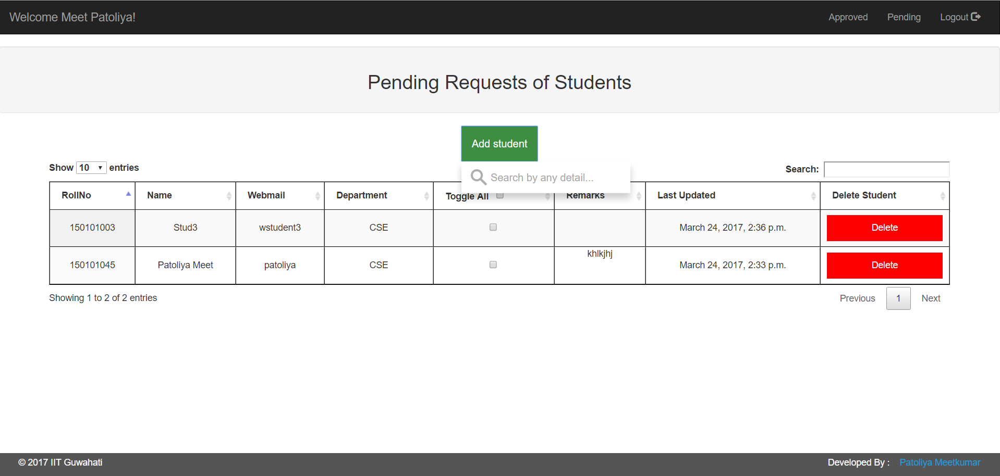 Welcome Meet Patoliya! Approved Pending Logout
Pending Requests of Students
Add student
Show 10 entries Search:
Search by any detail...
RollNo Name Webmail Department Toggle All Remarks Last Updated Delete Student
150101003 Stud3 wstudent3 CSE March 24, 2017, 2:36 p.m. Delete
150101045 Patoliya Meet patoliya CSE khlkjhj March 24, 2017, 2:33 p.m. Delete
Showing 1 to 2 of 2 entries Previous 1 Next
© 2017 IIT Guwahati Developed By : Patoliya Meetkumar